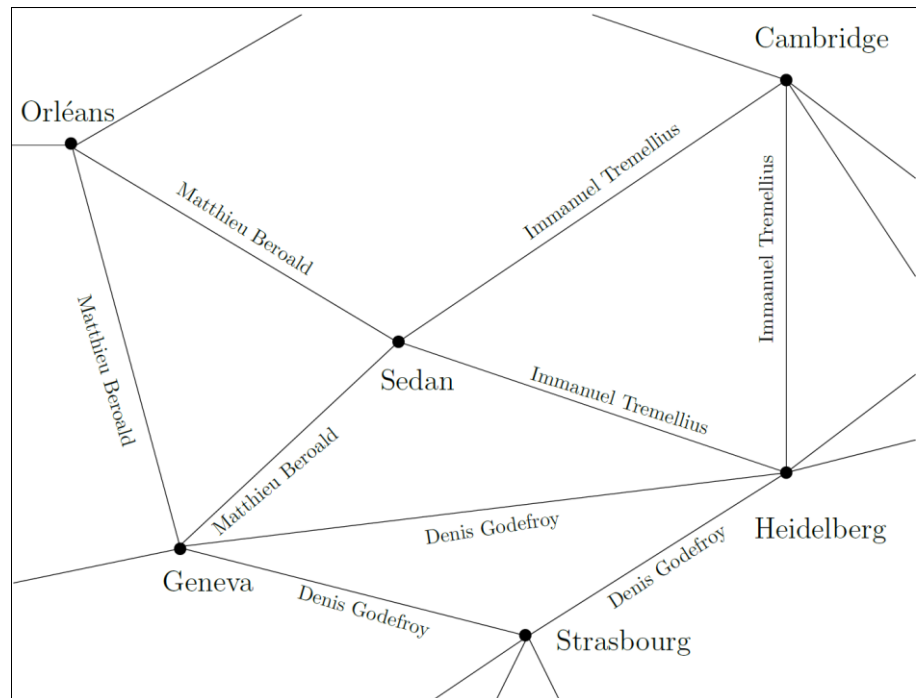 Cambridge
Orléans
Immanuel Tremellius
Matthieu Beroald
Immanuel Tremellius
Matthieu Beroald
Sedan
Immanuel Tremellius
Matthieu Beroald
Denis Godefroy
Heidelberg
Geneva
Denis Godefroy
Denis Godefroy
Strasbourg